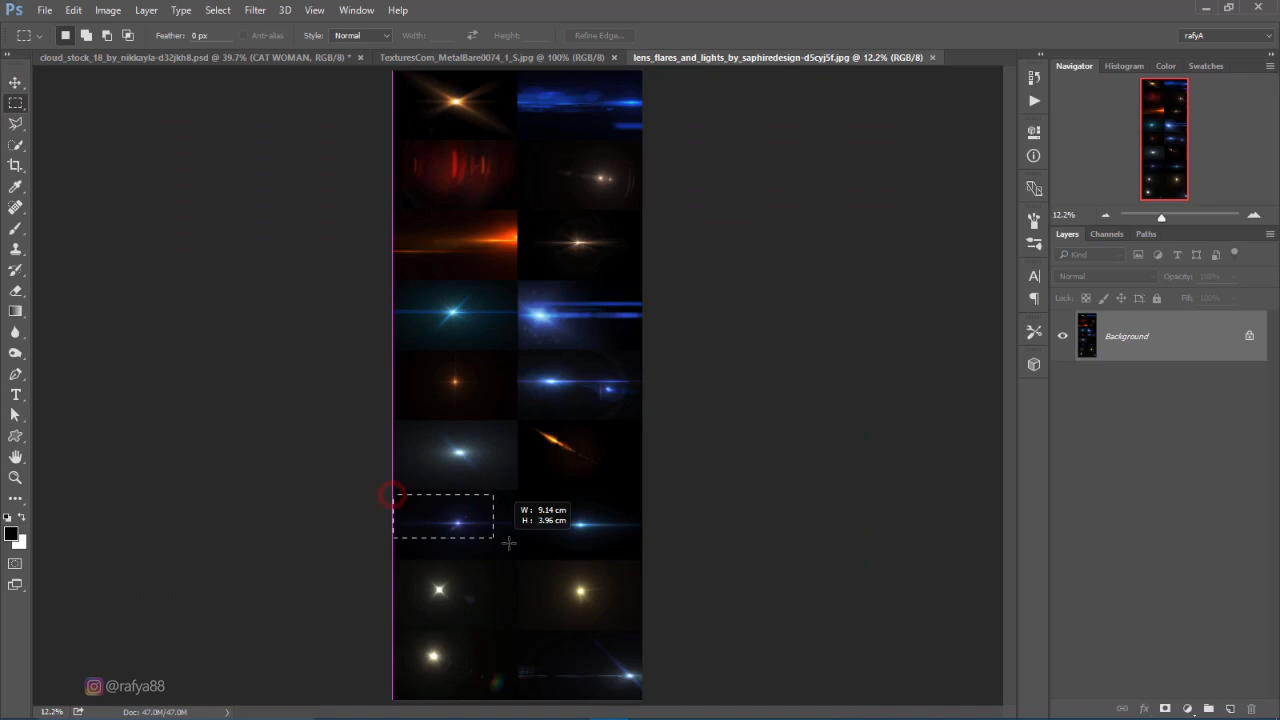 Ps File Edit Image Layer Type Select Filter 3D View Window Help
Feather: 0 px Anti-alias Style: Normal Width: Height: Refine Edge... rafyA
cloud_stock_18_by_nikkayla-d32jkh8.psd @ 39.7% (CAT WOMAN, RGB/8) * × TexturesCom_MetalBare0074_1_S.jpg @ 100% (RGB/8) × lens_flares_and_lights_by_saphiredesign-d5cyj5f.jpg @ 12.2% (RGB/8) ×
Navigator Histogram Color Swatches
12.2%
Layers Channels Paths
Kind
Normal Opacity: 100%
Lock: Fill: 100%
Background
W: 9.14 cm
H: 3.96 cm
@rafya88
12.2% Doc: 47.0M/47.0M